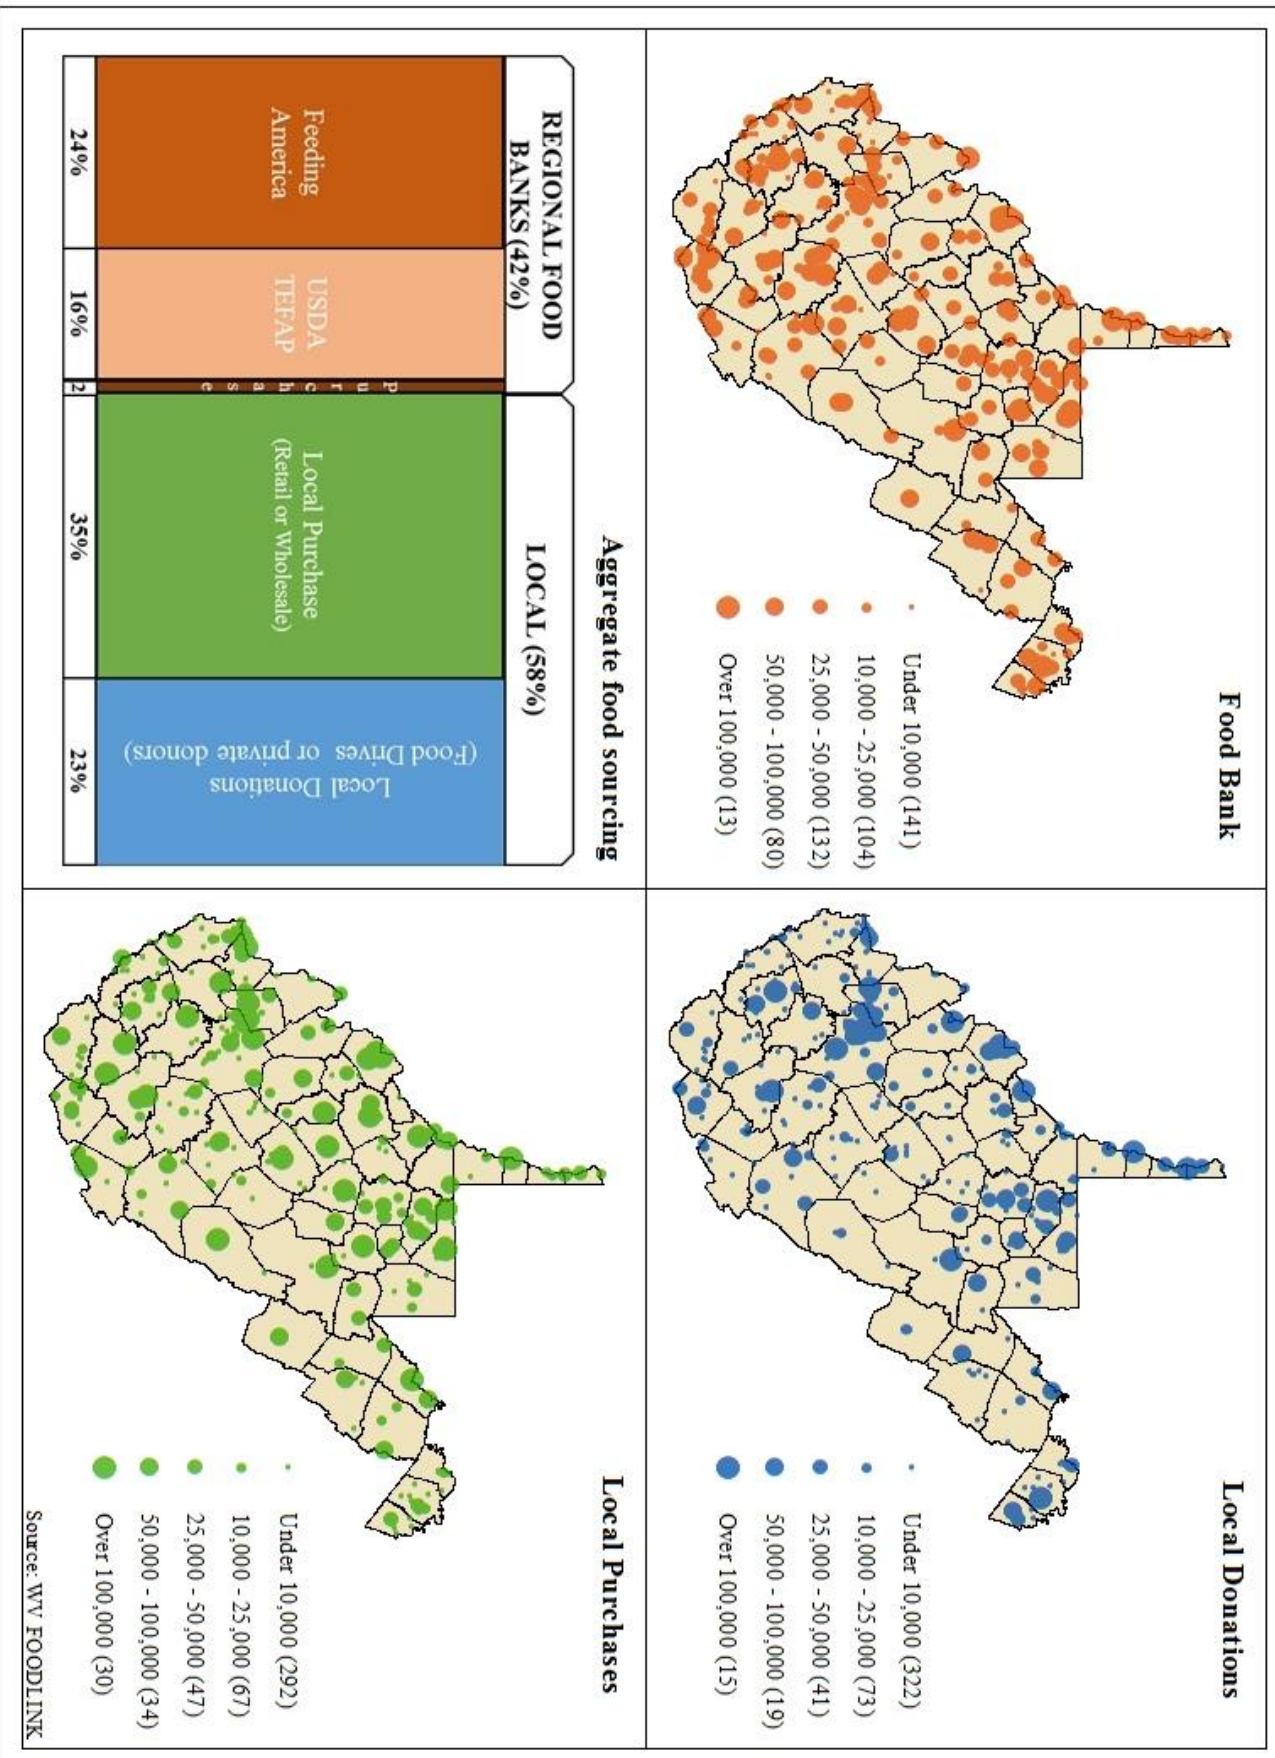 Food Bank
Under 10,000 (141)
10,000 - 25,000 (104)
25,000 - 50,000 (132)
50,000 - 100,000 (80)
Over 100,000 (13)
Local Donations
Under 10,000 (322)
10,000 - 25,000 (73)
25,000 - 50,000 (41)
50,000 - 100,000 (19)
Over 100,000 (15)
Aggregate food sourcing
REGIONAL FOOD
BANKS (42%)
LOCAL (58%)
Feeding
America
USDA
TEFAP
Purchase
Local Purchase
(Retail or Wholesale)
Local Donations
(Food Drives or private donors)
24%
16%
2
35%
23%
Local Purchases
Under 10,000 (292)
10,000 - 25,000 (67)
25,000 - 50,000 (47)
50,000 - 100,000 (34)
Over 100,000 (30)
Source: WV FOODLINK